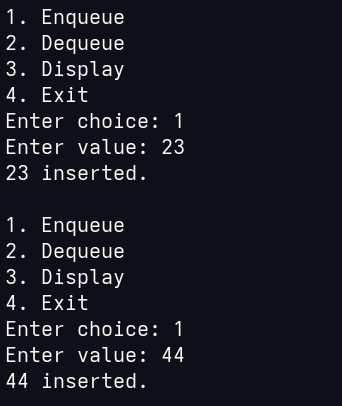 1. Enqueue
2. Dequeue
3. Display
4. Exit
Enter choice: 1
Enter value: 23
23 inserted.

1. Enqueue
2. Dequeue
3. Display
4. Exit
Enter choice: 1
Enter value: 44
44 inserted.